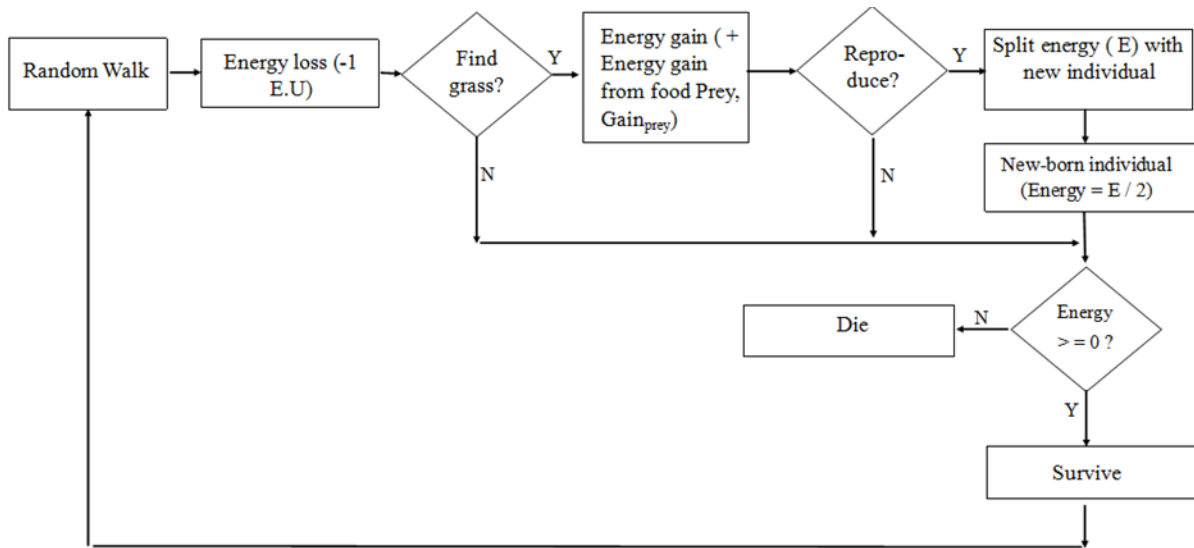 Random Walk
Energy loss (-1
E.U)
Find
grass?
Y
Energy gain ( +
Energy gain
from food Prey,
Gainprey)
Repro-
duce?
Y
Split energy ( E) with
new individual
N
N
New-born individual
(Energy = E / 2)
Energy
> = 0 ?
N
Die
Y
Survive